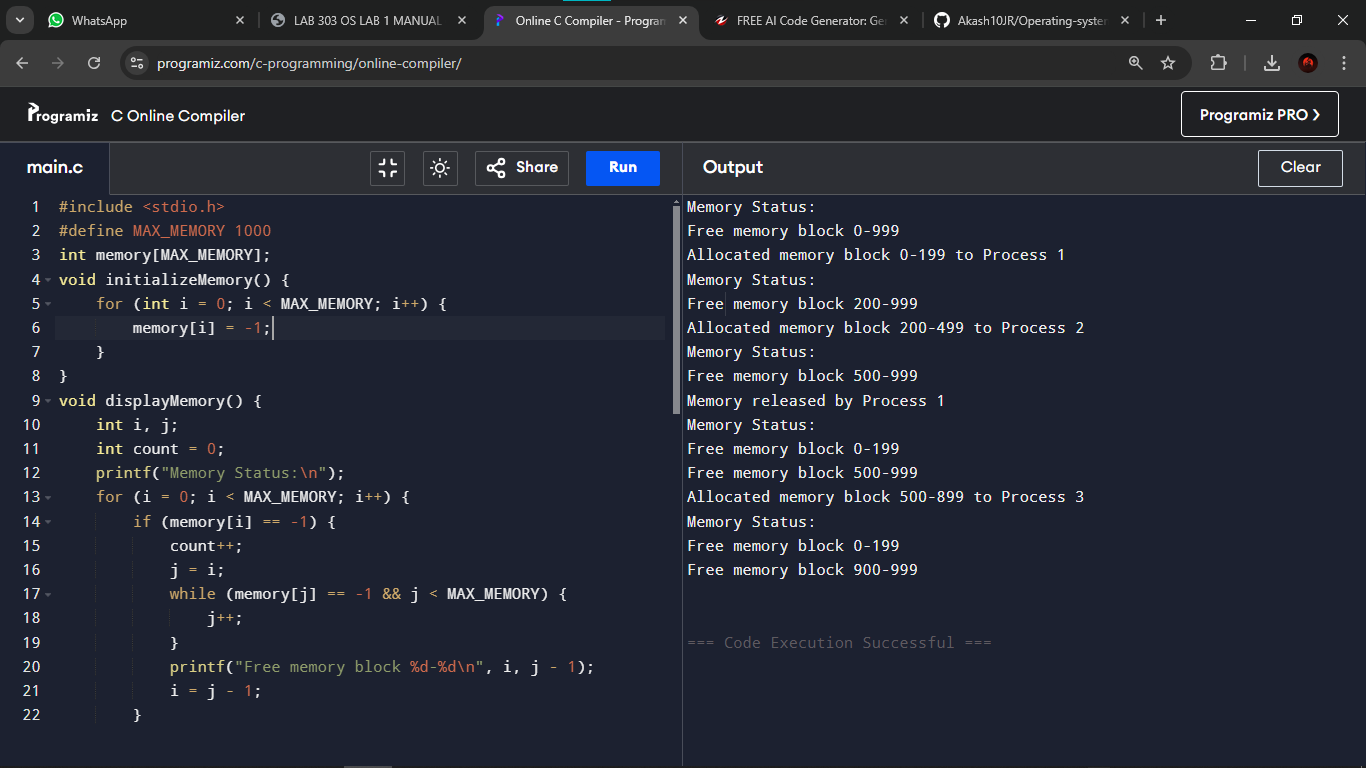 WhatsApp
LAB 303 OS LAB 1 MANUAL
Online C Compiler - Program
FREE AI Code Generator: Ge
Akash10JR/Operating-system
programiz.com/c-programming/online-compiler/
Programiz C Online Compiler
Programiz PRO
main.c
Share
Run
Output
Clear
1 #include <stdio.h>
2 #define MAX_MEMORY 1000
3 int memory[MAX_MEMORY];
4 void initializeMemory() {
5     for (int i = 0; i < MAX_MEMORY; i++) {
6         memory[i] = -1;
7     }
8 }
9 void displayMemory() {
10     int i, j;
11     int count = 0;
12     printf("Memory Status:\n");
13     for (i = 0; i < MAX_MEMORY; i++) {
14         if (memory[i] == -1) {
15             count++;
16             j = i;
17             while (memory[j] == -1 && j < MAX_MEMORY) {
18                 j++;
19             }
20             printf("Free memory block %d-%d\n", i, j - 1);
21             i = j - 1;
22         }
Memory Status:
Free memory block 0-999
Allocated memory block 0-199 to Process 1
Memory Status:
Free memory block 200-999
Allocated memory block 200-499 to Process 2
Memory Status:
Free memory block 500-999
Memory released by Process 1
Memory Status:
Free memory block 0-199
Free memory block 500-999
Allocated memory block 500-899 to Process 3
Memory Status:
Free memory block 0-199
Free memory block 900-999
=== Code Execution Successful ===